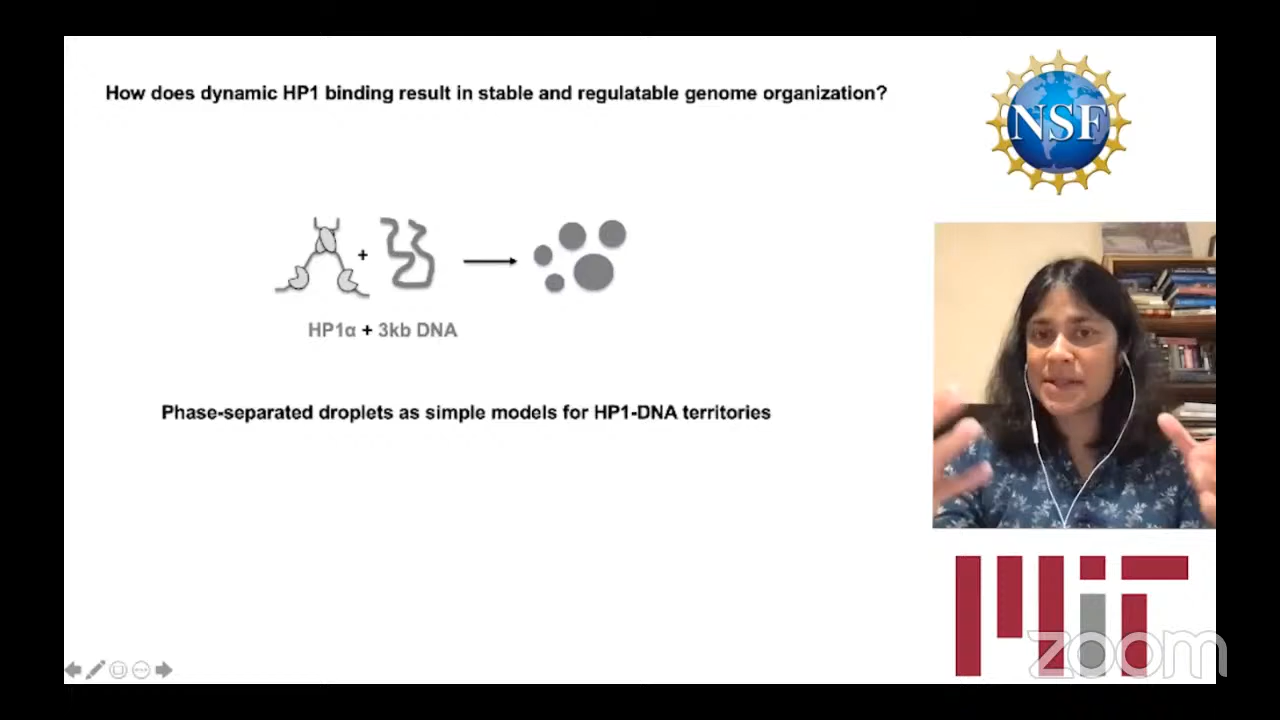 How does dynamic HP1 binding result in stable and regulatable genome organization?
NSF
+
HP1α + 3kb DNA
Phase-separated droplets as simple models for HP1-DNA territories
MIT
zoom